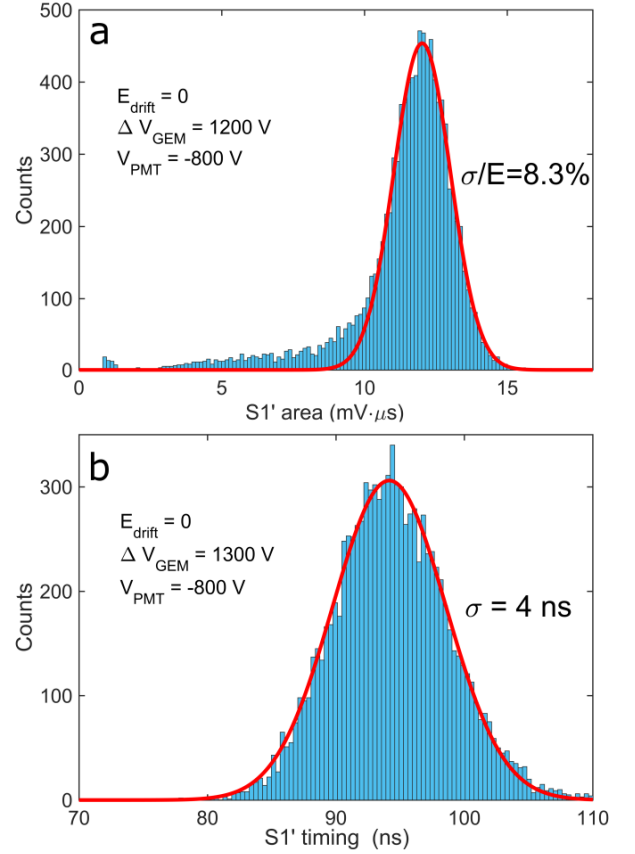 a
500
400
300
200
100
0
Counts
E_drift = 0
Δ V_GEM = 1200 V
V_PMT = -800 V
σ/E=8.3%
0 5 10 15
S1' area (mV·μs)
b
300
200
100
0
Counts
E_drift = 0
Δ V_GEM = 1300 V
V_PMT = -800 V
σ = 4 ns
70 80 90 100 110
S1' timing (ns)